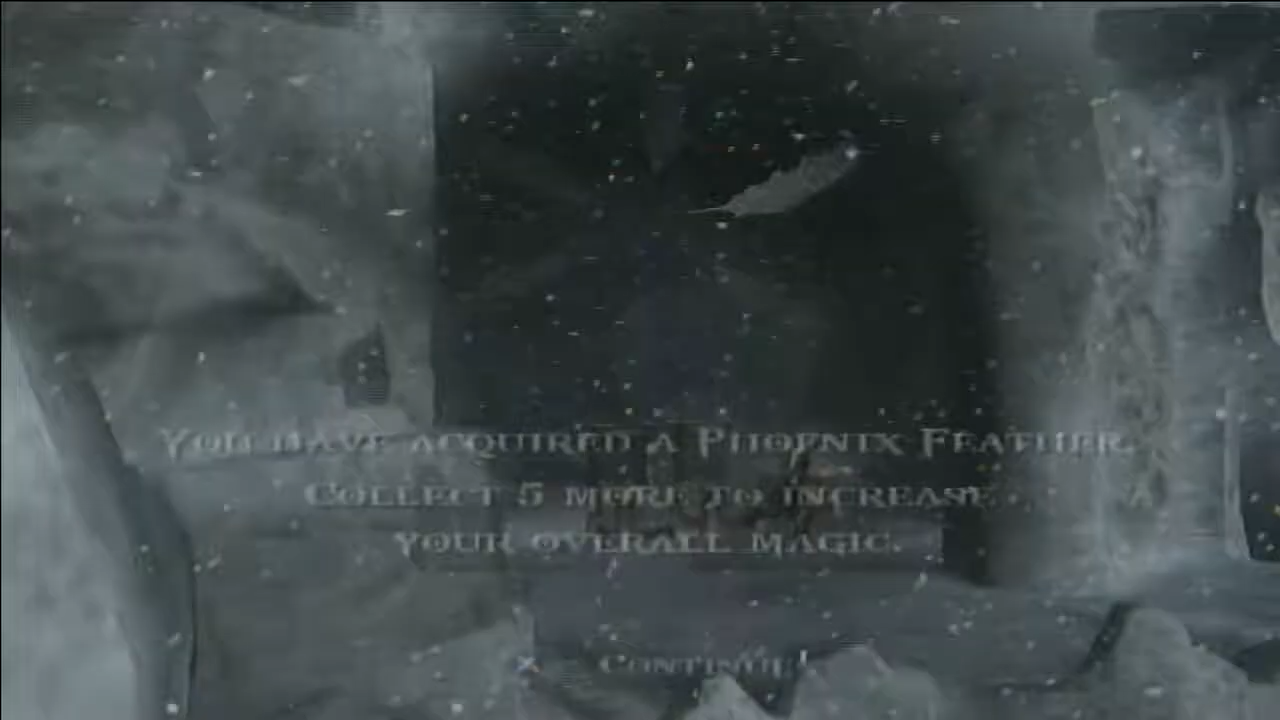 You have acquired a Phoenix Feather.
Collect 5 more to increase
your overall magic.
X - Continue!